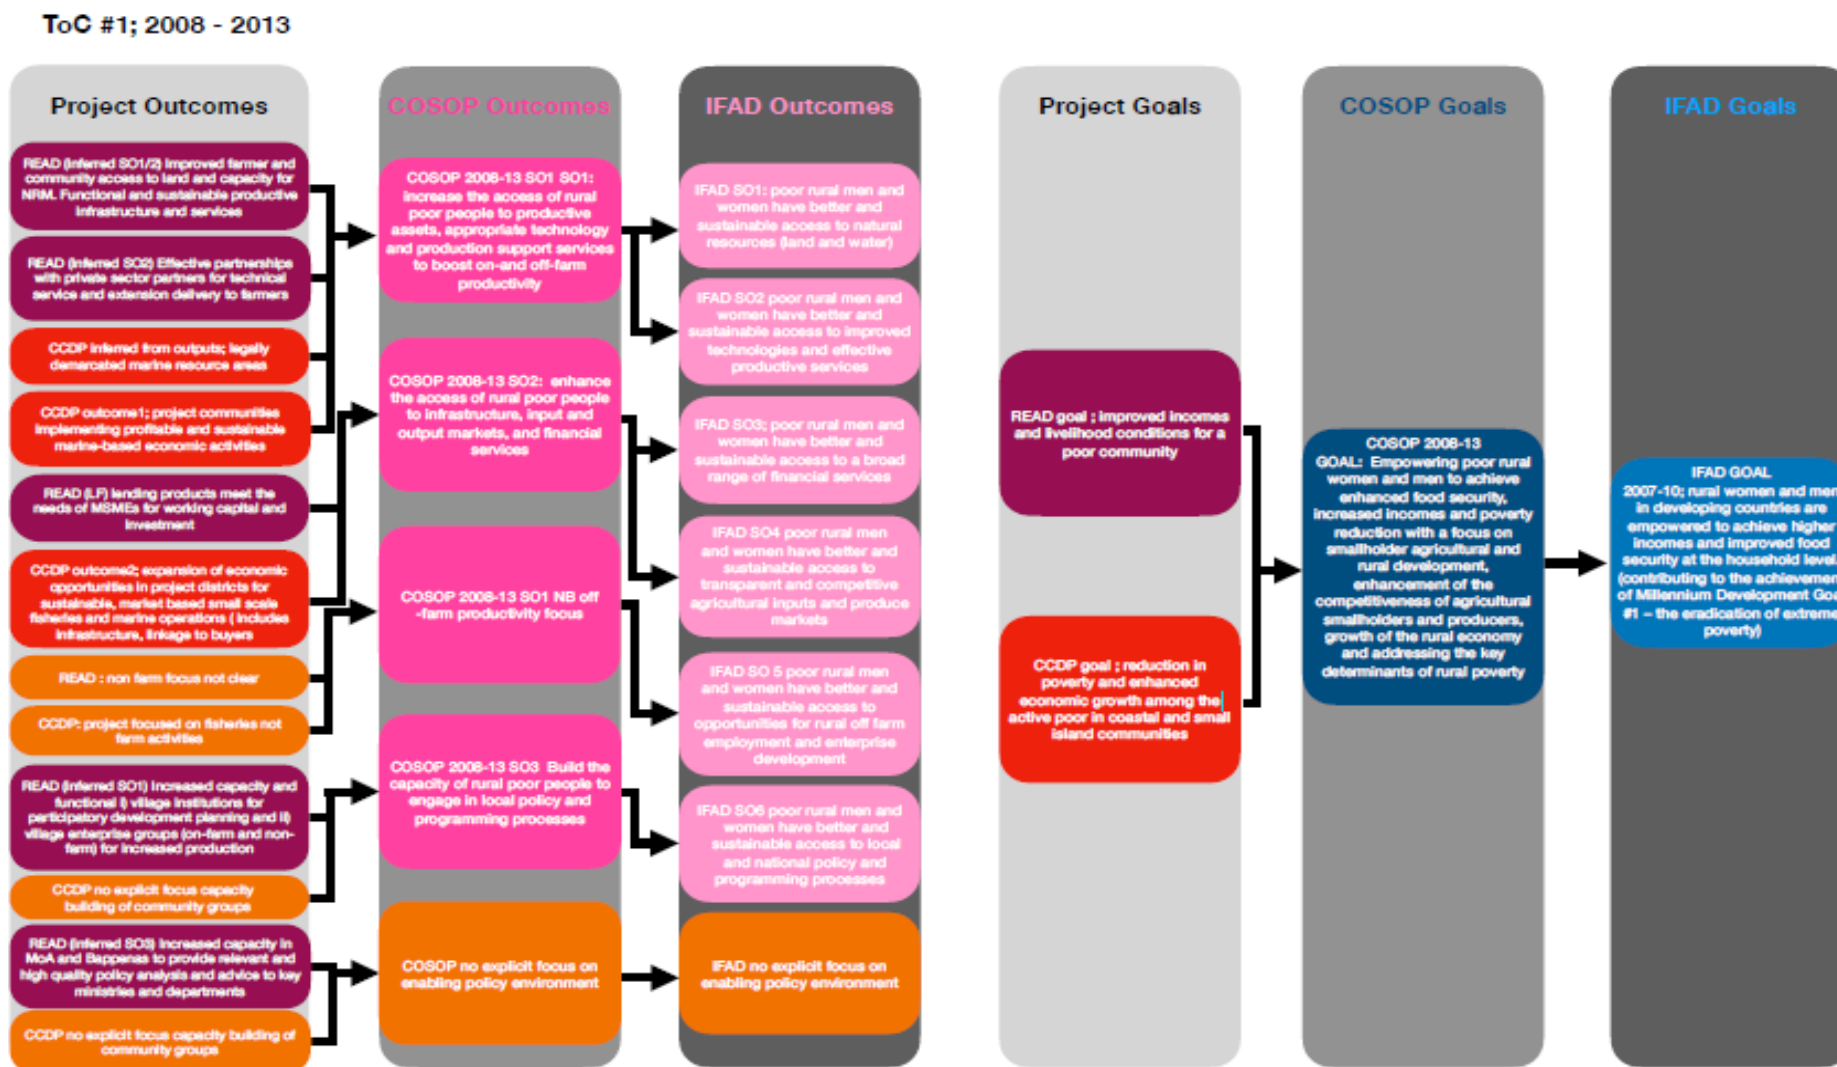 ToC #1; 2008 - 2013
Project Outcomes
READ (Inferred SO1/2) Improved farmer and
community access to land and capacity for
NRM. Functional and sustainable productive
infrastructure and services
READ (Inferred SO2) Effective partnerships
with private sector partners for technical
service and extension delivery to farmers
CCDP inferred from outputs; legally
demarcated marine resource areas
CCDP outcome1; project communities
implementing profitable and sustainable
marine-based economic activities
READ (LF) lending products meet the
needs of MSMEs for working capital and
investment
CCDP outcome2; expansion of economic
opportunities in project districts for
sustainable, market based small scale
fisheries and marine operations ( includes
infrastructure, linkage to buyers
READ : non farm focus not clear
CCDP: project focused on fisheries not
farm activities
READ (Inferred SO1) Increased capacity and
functional i) village institutions for
participatory development planning and ii)
village enterprise groups (on-farm and non-
farm) for increased production
CCDP no explicit focus capacity
building of community groups
READ (Inferred SO3) Increased capacity in
MoA and Bappenas to provide relevant and
high quality policy analysis and advice to key
ministries and departments
CCDP no explicit focus capacity building of
community groups
COSOP Outcomes
COSOP 2008-13 SO1 SO1:
increase the access of rural
poor people to productive
assets, appropriate technology
and production support services
to boost on-and off-farm
productivity
COSOP 2008-13 SO2: enhance
the access of rural poor people
to infrastructure, input and
output markets, and financial
services
COSOP 2008-13 SO1 NB off
-farm productivity focus
COSOP 2008-13 SO3 Build the
capacity of rural poor people to
engage in local policy and
programming processes
COSOP no explicit focus on
enabling policy environment
IFAD Outcomes
IFAD SO1: poor rural men and
women have better and
sustainable access to natural
resources (land and water)
IFAD SO2 poor rural men and
women have better and
sustainable access to improved
technologies and effective
productive services
IFAD SO3; poor rural men and
women have better and
sustainable access to a broad
range of financial services
IFAD SO4 poor rural men
and women have better and
sustainable access to
transparent and competitive
agricultural inputs and produce
markets
IFAD SO 5 poor rural men
and women have better and
sustainable access to
opportunities for rural off farm
employment and enterprise
development
IFAD SO6 poor rural men and
women have better and
sustainable access to local
and national policy and
programming processes
IFAD no explicit focus on
enabling policy environment
Project Goals
READ goal ; improved incomes
and livelihood conditions for a
poor community
CCDP goal ; reduction in
poverty and enhanced
economic growth among the
active poor in coastal and small
island communities
COSOP Goals
COSOP 2008-13
GOAL: Empowering poor rural
women and men to achieve
enhanced food security,
increased incomes and poverty
reduction with a focus on
smallholder agricultural and
rural development,
enhancement of the
competitiveness of agricultural
smallholders and producers,
growth of the rural economy
and addressing the key
determinants of rural poverty
IFAD Goals
IFAD GOAL
2007-10; rural women and men
in developing countries are
empowered to achieve higher
incomes and improved food
security at the household level.
(contributing to the achievemen
of Millennium Development Goa
#1 – the eradication of extreme
poverty)